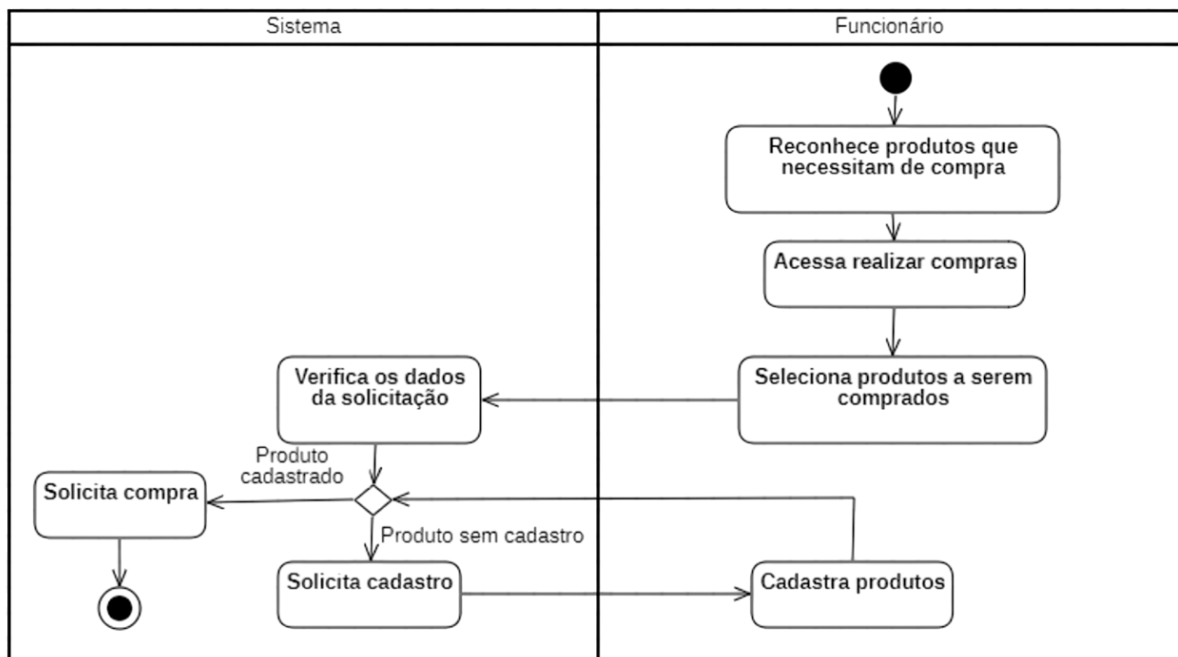 Sistema
Funcionário
Reconhece produtos que
necessitam de compra
Acessa realizar compras
Seleciona produtos a serem
comprados
Verifica os dados
da solicitação
Produto
cadastrado
Solicita compra
Produto sem cadastro
Solicita cadastro
Cadastra produtos